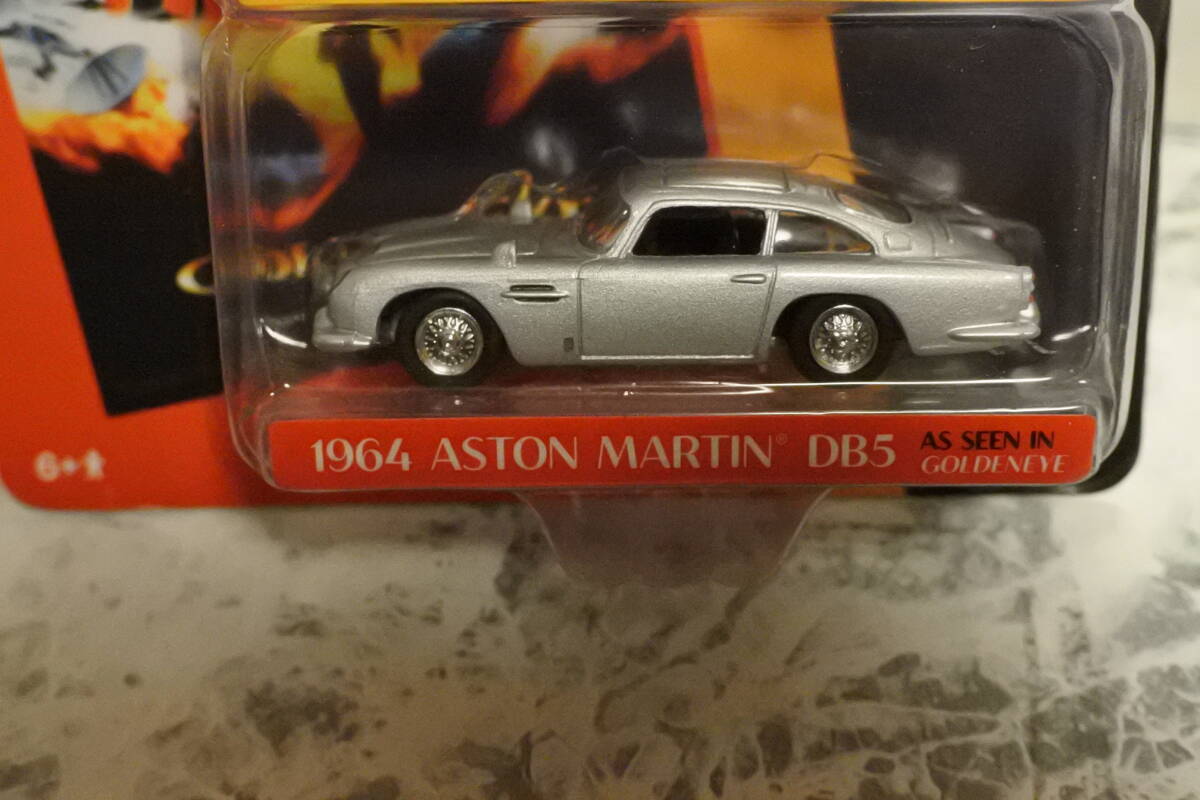 1964 ASTON MARTIN® DB5
AS SEEN IN
GOLDENEYE
6+